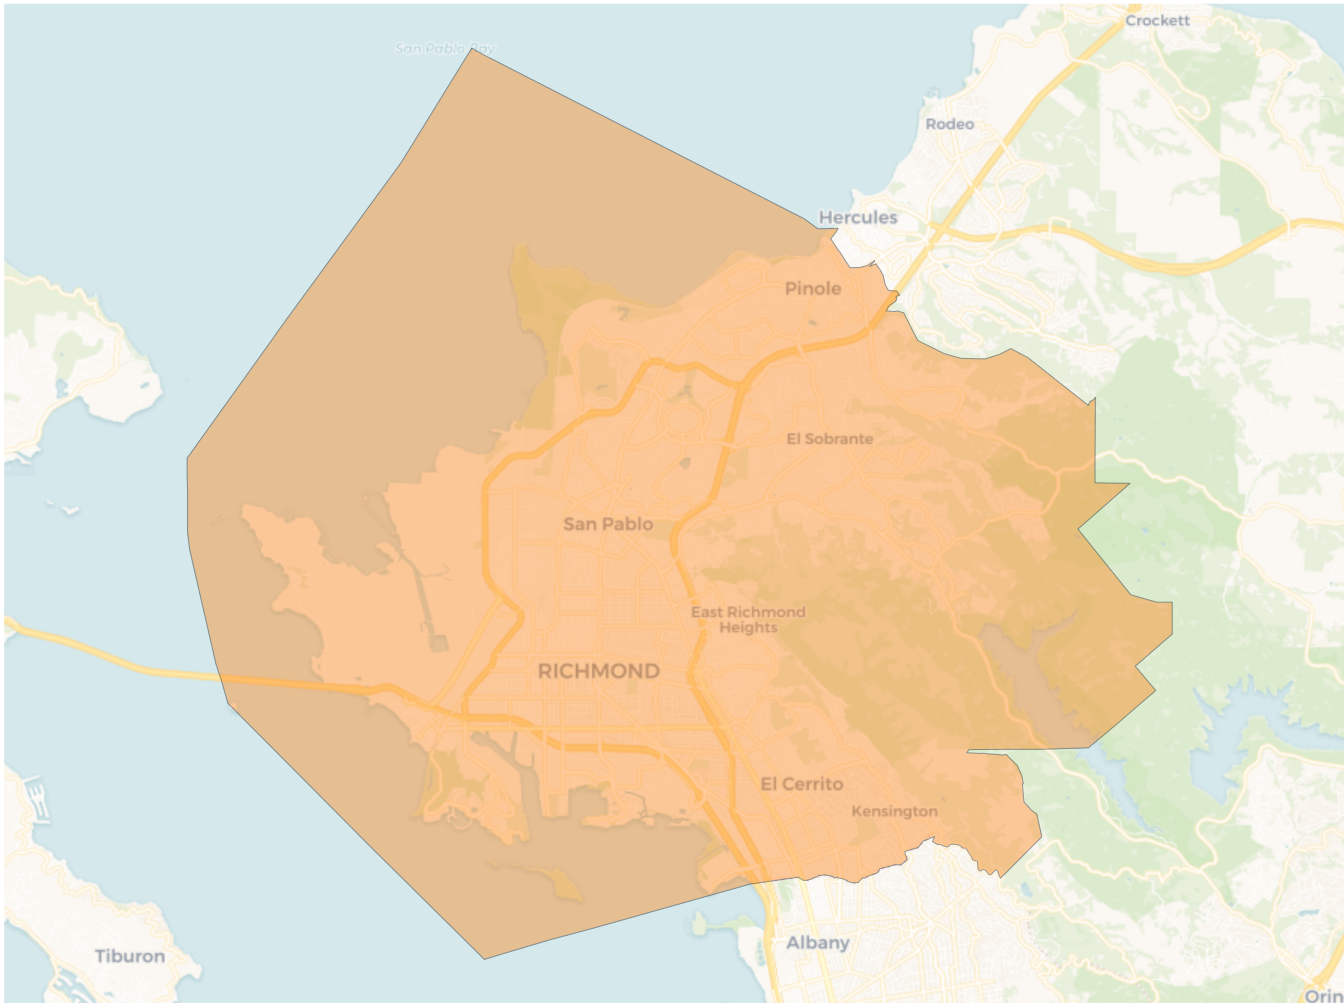 Crockett
San Pablo Bay
Rodeo
Hercules
Pinole
El Sobrante
San Pablo
East Richmond
Heights
RICHMOND
El Cerrito
Kensington
Albany
Tiburon
Orin